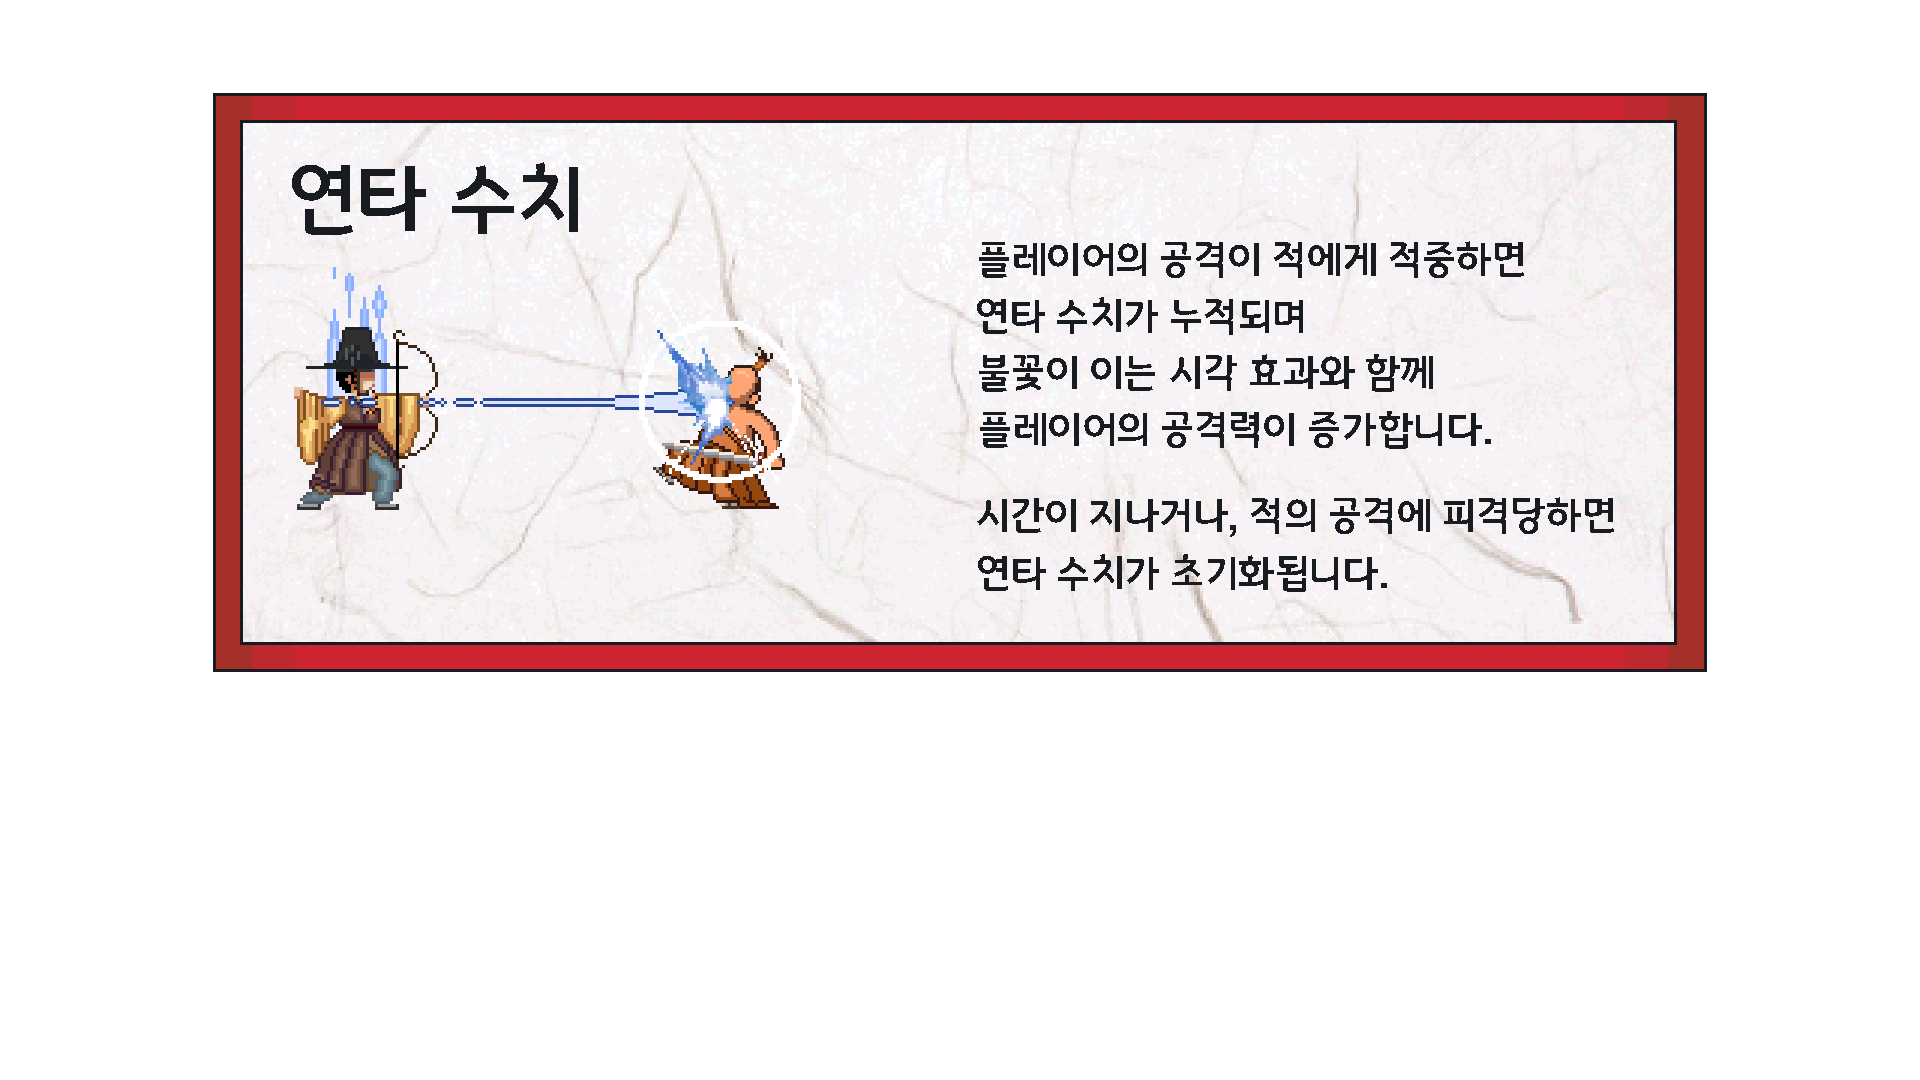 연타 수치
플레이어의 공격이 적에게 적중하면
연타 수치가 누적되며
불꽃이 이는 시각 효과와 함께
플레이어의 공격력이 증가합니다.
시간이 지나거나, 적의 공격에 피격당하면
연타 수치가 초기화됩니다.